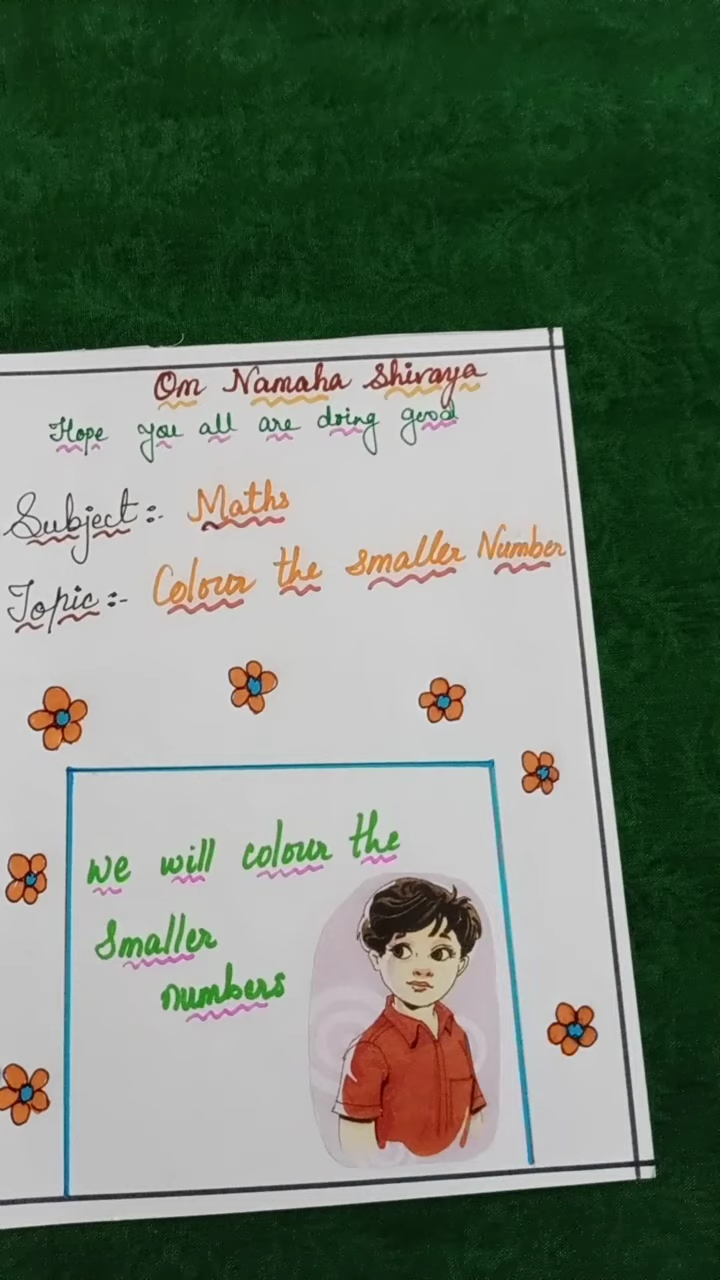 Om Namaha Shivaya
Hope you all are doing good
Subject:- Maths
Topic:- Colour the smaller Number
we will colour the
smaller
numbers